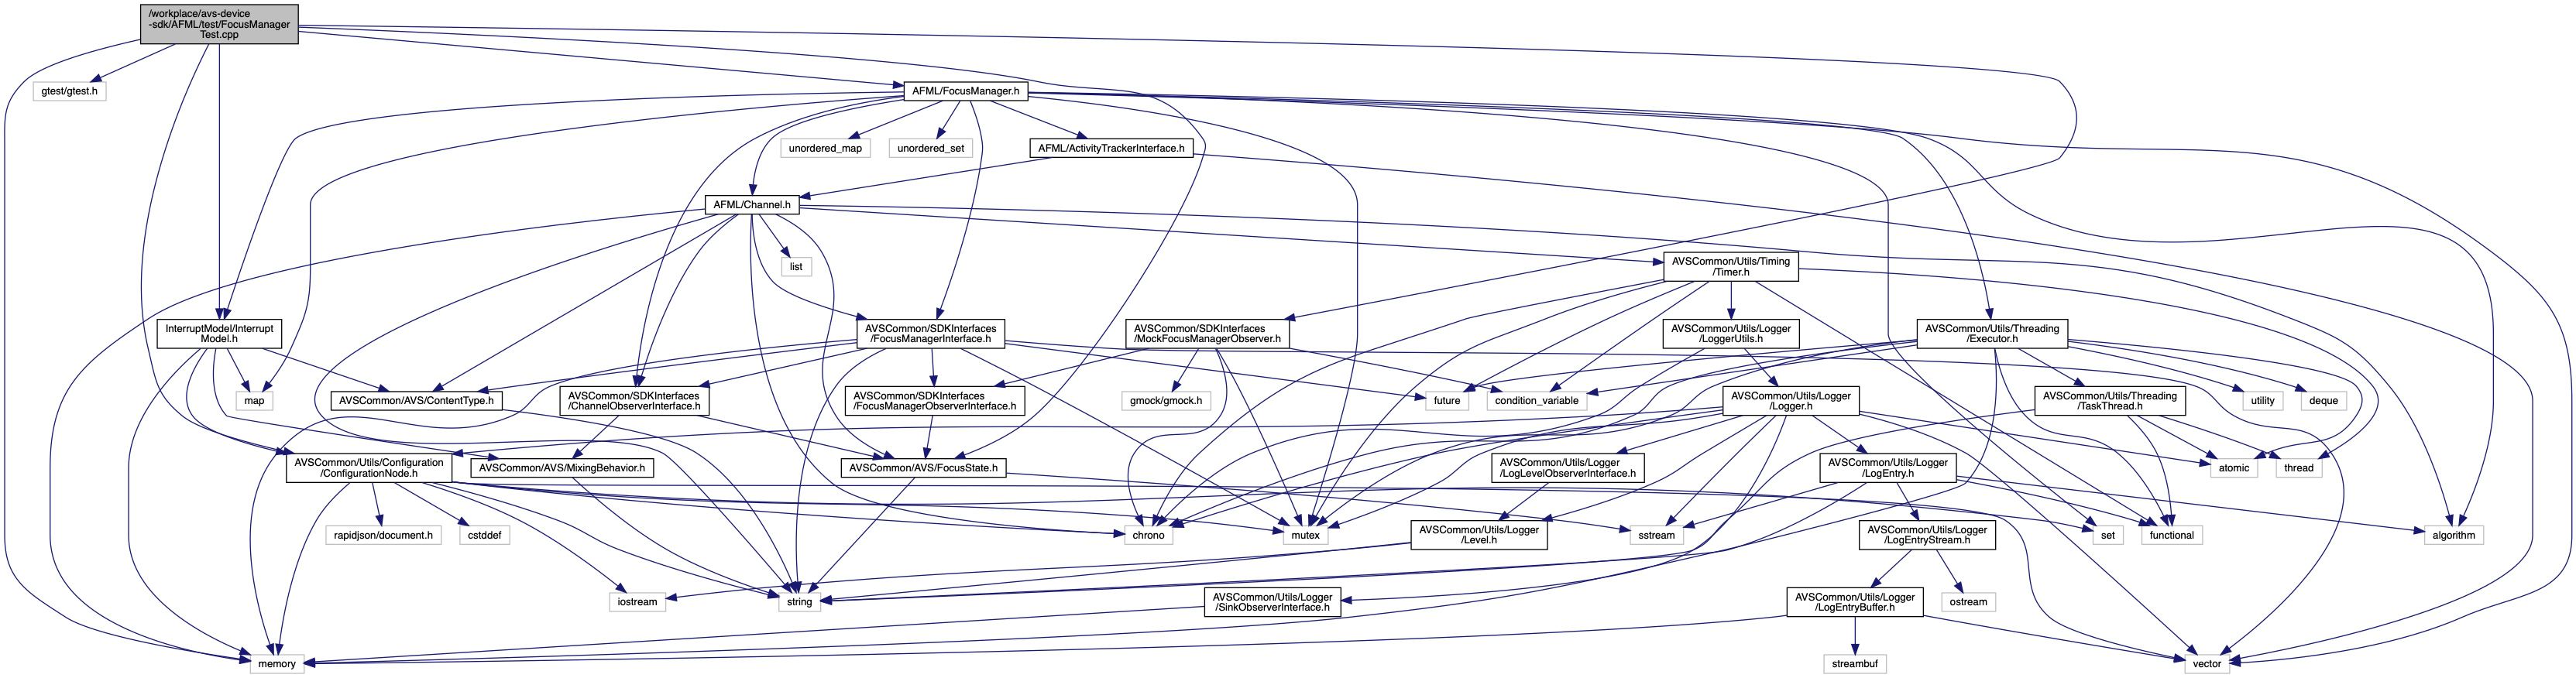 /workplace/avs-device
-sdk/AFML/test/FocusManager
Test.cpp
gtest/gtest.h
AFML/FocusManager.h
unordered_map
unordered_set
AFML/ActivityTrackerInterface.h
AFML/Channel.h
list
AVSCommon/Utils/Timing
/Timer.h
InterruptModel/Interrupt
Model.h
AVSCommon/SDKInterfaces
/FocusManagerInterface.h
AVSCommon/SDKInterfaces
/MockFocusManagerObserver.h
AVSCommon/Utils/Logger
/LoggerUtils.h
AVSCommon/Utils/Threading
/Executor.h
map
AVSCommon/AVS/ContentType.h
AVSCommon/SDKInterfaces
/ChannelObserverInterface.h
AVSCommon/SDKInterfaces
/FocusManagerObserverInterface.h
gmock/gmock.h
future
condition_variable
AVSCommon/Utils/Logger
/Logger.h
AVSCommon/Utils/Threading
/TaskThread.h
utility
deque
AVSCommon/Utils/Configuration
/ConfigurationNode.h
AVSCommon/AVS/MixingBehavior.h
AVSCommon/AVS/FocusState.h
AVSCommon/Utils/Logger
/LogLevelObserverInterface.h
AVSCommon/Utils/Logger
/LogEntry.h
atomic
thread
rapidjson/document.h
cstddef
chrono
mutex
AVSCommon/Utils/Logger
/Level.h
sstream
AVSCommon/Utils/Logger
/LogEntryStream.h
set
functional
algorithm
iostream
string
AVSCommon/Utils/Logger
/SinkObserverInterface.h
AVSCommon/Utils/Logger
/LogEntryBuffer.h
ostream
memory
streambuf
vector